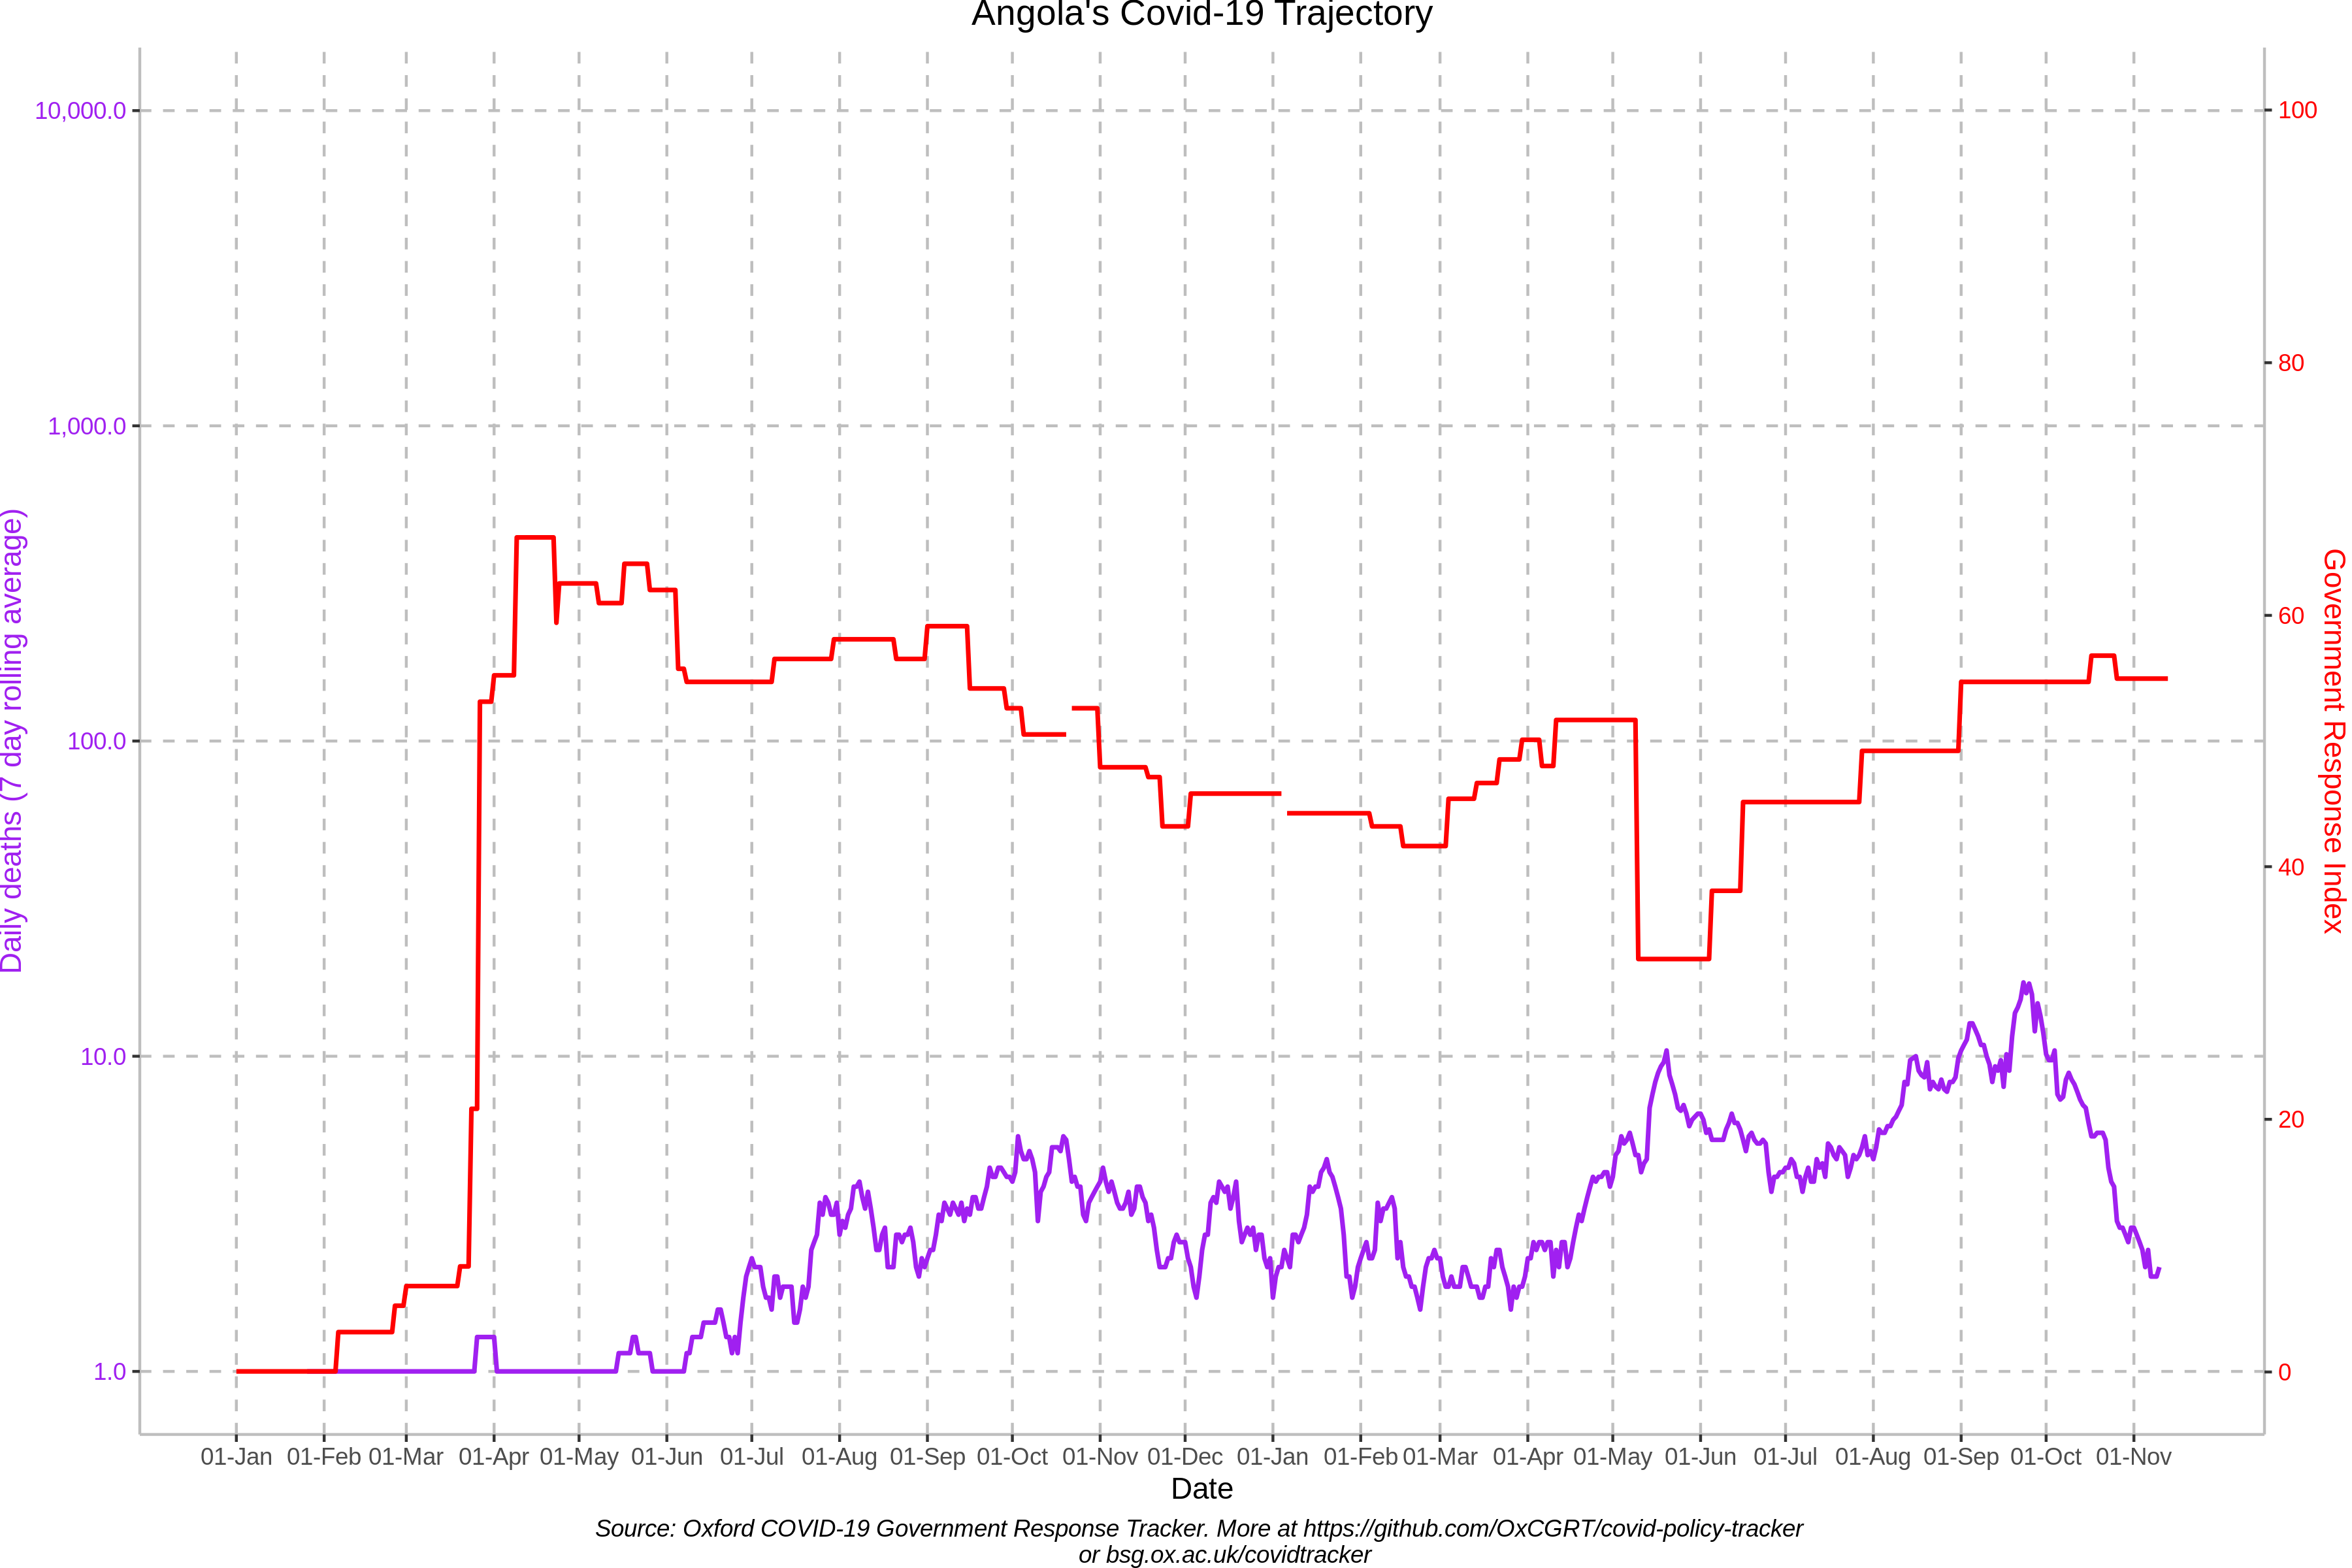 Angola's Covid-19 Trajectory
10,000.0
1,000.0
100.0
10.0
1.0
Daily deaths (7 day rolling average)
100
80
60
40
20
0
Government Response Index
01-Jan 01-Feb 01-Mar 01-Apr 01-May 01-Jun 01-Jul 01-Aug 01-Sep 01-Oct 01-Nov 01-Dec 01-Jan 01-Feb 01-Mar 01-Apr 01-May 01-Jun 01-Jul 01-Aug 01-Sep 01-Oct 01-Nov
Date
Source: Oxford COVID-19 Government Response Tracker. More at https://github.com/OxCGRT/covid-policy-tracker
or bsg.ox.ac.uk/covidtracker